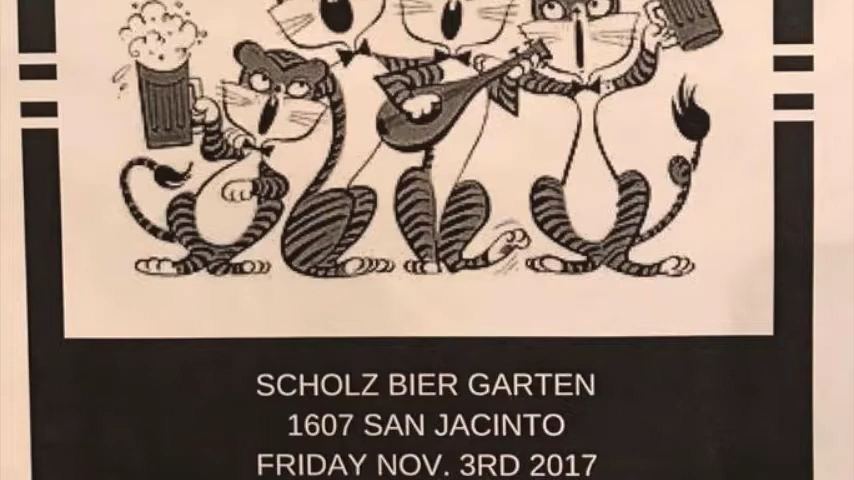 SCHOLZ BIER GARTEN
1607 SAN JACINTO
FRIDAY NOV. 3RD 2017